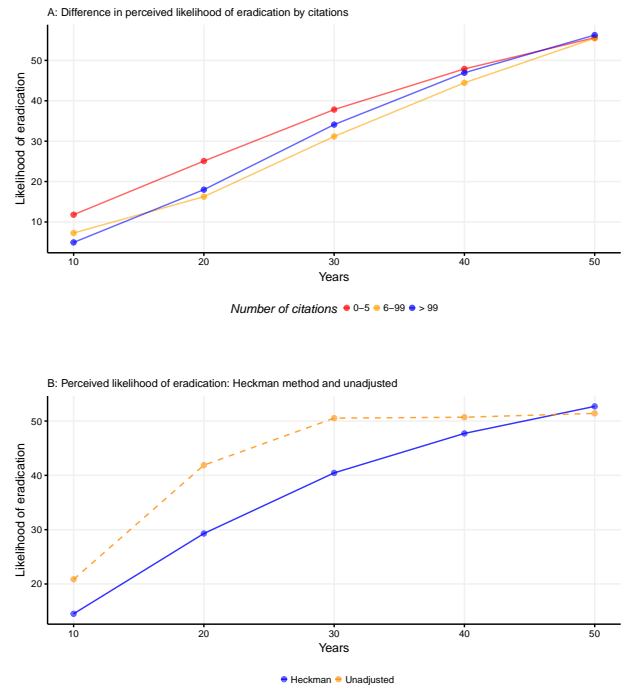 A: Difference in perceived likelihood of eradication by citations
50
40
30
20
10
Likelihood of eradication
10 20 30 40 50
Years
Number of citations 0−5 6−99 > 99
B: Perceived likelihood of eradication: Heckman method and unadjusted
50
40
30
20
Likelihood of eradication
10 20 30 40 50
Years
Heckman Unadjusted